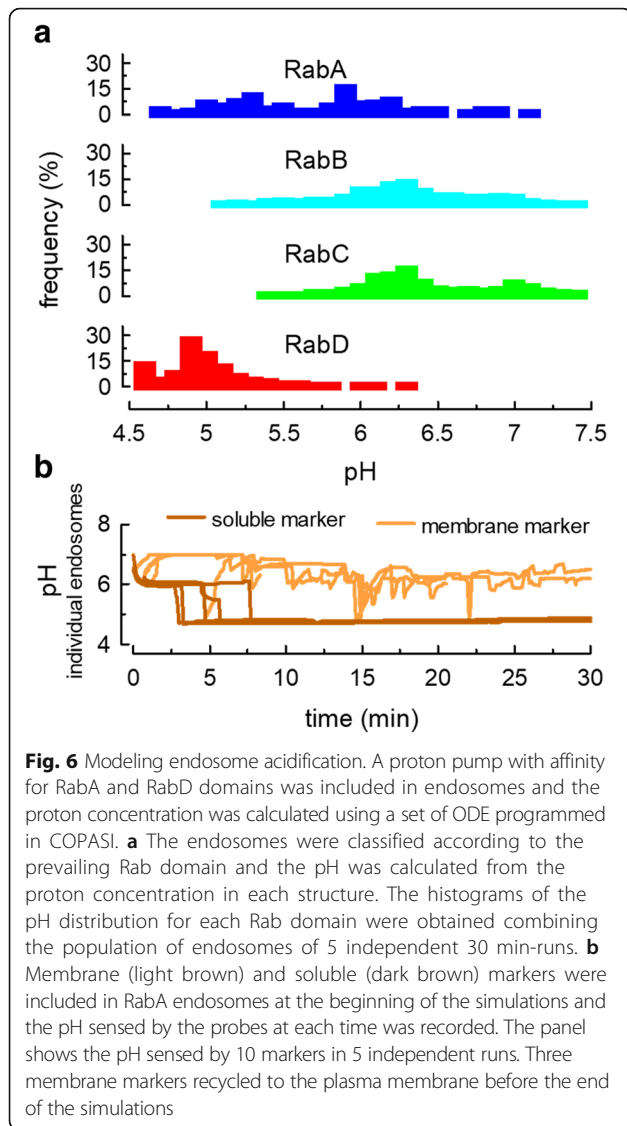 a
RabA
30
15
0
RabB
30
15
0
RabC
30
15
0
RabD
30
15
0
frequency (%)
4.5 5 5.5 6 6.5 7 7.5
pH
b
soluble marker membrane marker
8
6
4
pH
individual endosomes
0 5 10 15 20 25 30
time (min)
Fig. 6 Modeling endosome acidification. A proton pump with affinity
for RabA and RabD domains was included in endosomes and the
proton concentration was calculated using a set of ODE programmed
in COPASI. a The endosomes were classified according to the
prevailing Rab domain and the pH was calculated from the
proton concentration in each structure. The histograms of the
pH distribution for each Rab domain were obtained combining
the population of endosomes of 5 independent 30 min-runs. b
Membrane (light brown) and soluble (dark brown) markers were
included in RabA endosomes at the beginning of the simulations and
the pH sensed by the probes at each time was recorded. The panel
shows the pH sensed by 10 markers in 5 independent runs. Three
membrane markers recycled to the plasma membrane before the end
of the simulations